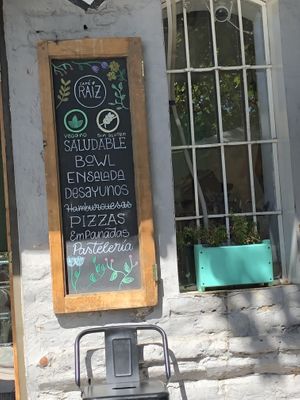 CAFÉ
RAÍZ
VEGANO SIN GLUTEN
SALUDABLE
BOWL
ENSALADA
DESAYUNOS
HAMBURGUESAS
PIZZAS
EMPANADAS
Pastelería